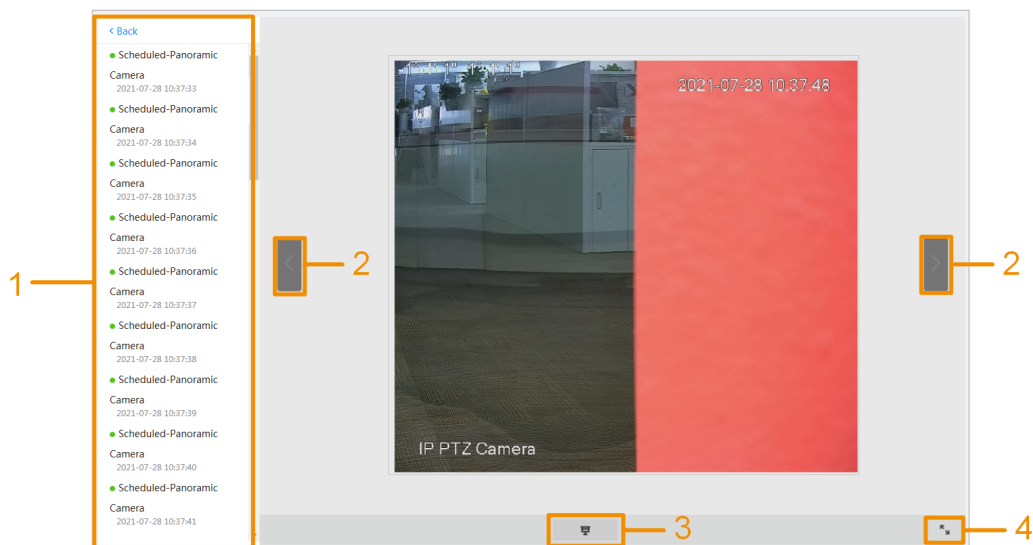 < Back
Scheduled-Panoramic
Camera
2021-07-28 10:37:33
Scheduled-Panoramic
Camera
2021-07-28 10:37:34
Scheduled-Panoramic
Camera
2021-07-28 10:37:35
Scheduled-Panoramic
Camera
2021-07-28 10:37:36
Scheduled-Panoramic
Camera
2021-07-28 10:37:37
Scheduled-Panoramic
Camera
2021-07-28 10:37:38
Scheduled-Panoramic
Camera
2021-07-28 10:37:39
Scheduled-Panoramic
Camera
2021-07-28 10:37:40
Scheduled-Panoramic
Camera
2021-07-28 10:37:41
1
2
2021-07-28 10:37:48
IP PTZ Camera
2
3
4